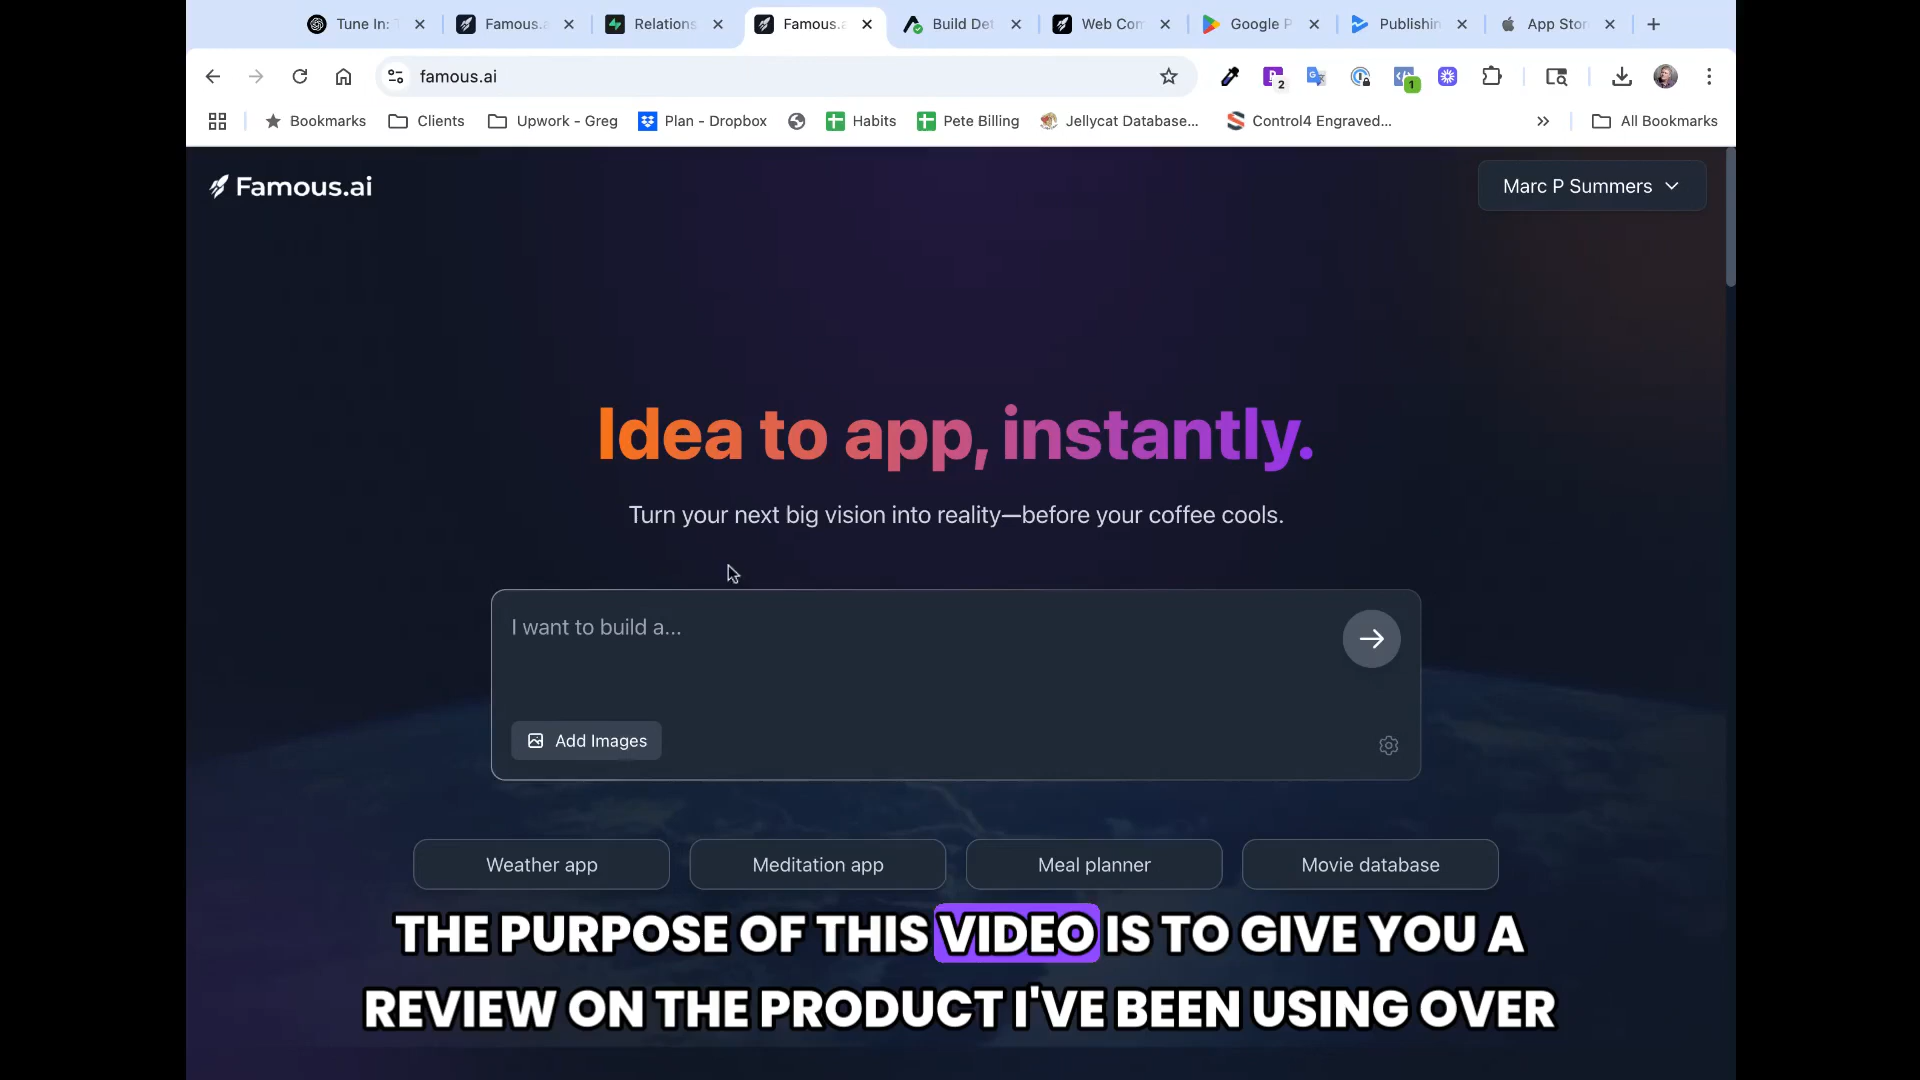 Tune In:
Famous.a
Relations
Famous.a
Build Det
Web Com
Google P
Publishin
App Stor
famous.ai
2
1
Bookmarks
Clients
Upwork - Greg
Plan - Dropbox
Habits
Pete Billing
Jellycat Database...
Control4 Engraved...
All Bookmarks
Famous.ai
Marc P Summers
Idea to app, instantly.
Turn your next big vision into reality—before your coffee cools.
I want to build a...
Add Images
Weather app
Meditation app
Meal planner
Movie database
THE PURPOSE OF THIS VIDEO IS TO GIVE YOU A
REVIEW ON THE PRODUCT I'VE BEEN USING OVER